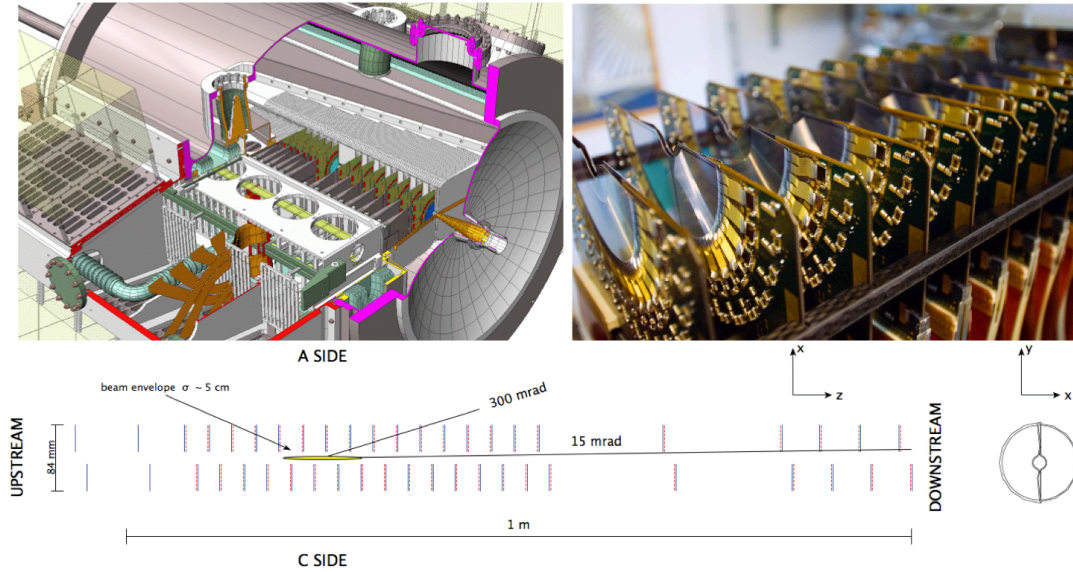 A SIDE
beam envelope σ ~ 5 cm
300 mrad
x
z
y
x
UPSTREAM
84 mm
15 mrad
DOWNSTREAM
1 m
C SIDE